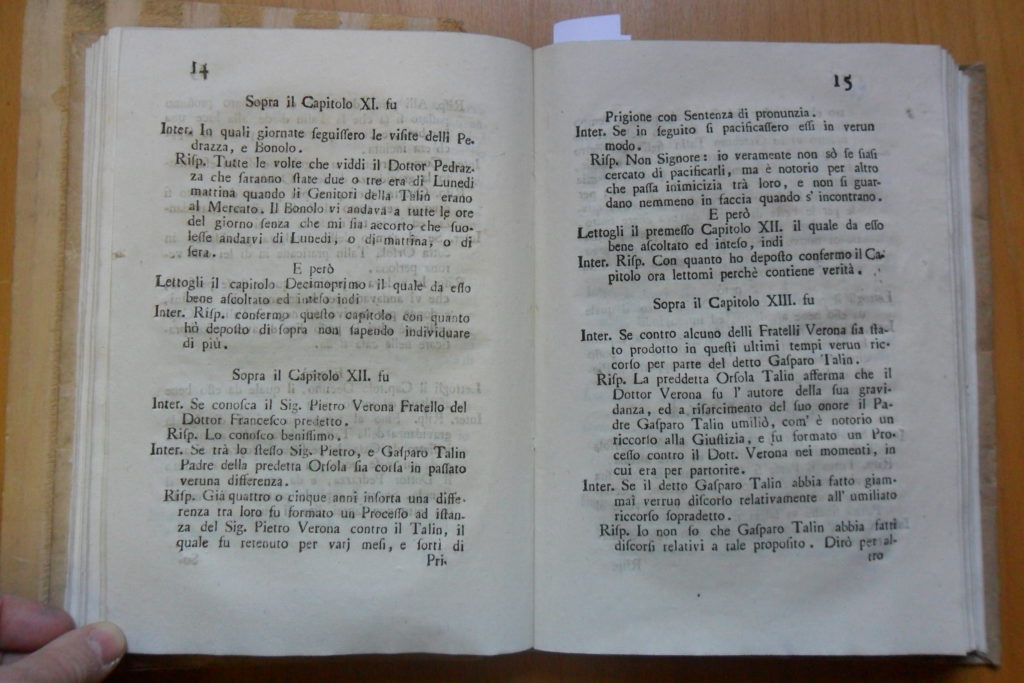 14
Sopra il Capitolo XI. fu
Inter. In quali giornate ſeguiſſero le viſite delli Pe-
drazza, e Bonolo.
Riſp. Tutte le volte che viddi il Dottor Pedraz-
za che ſaranno ſtate due o tre era di Lunedì
mattina quando li Genitori della Talin erano
al Mercato. Il Bonolo vi andava a tutte le ore
del giorno ſenza che mi ſia accorto che ſuo-
leſſe andarvi di Lunedì, o di mattina, o di
ſera.
E però
Lettogli il capitolo Decimoprimo il quale da eſſo
bene aſcoltato ed inteſo indi
Inter. Riſp. confermo queſto capitolo con quanto
hò depoſto di ſopra non ſapendo individuare
di più.
Sopra il Capitolo XII. fu
Inter. Se conoſca il Sig. Pietro Verona Fratello del
Dottor Franceſco predetto.
Riſp. Lo conoſco beniſſimo.
Inter. Se trà lo ſteſſo Sig. Pietro, e Gaſparo Talin
Padre della predetta Orſola ſia corſa in paſſato
veruna differenza.
Riſp. Già quattro o cinque anni inſorta una diffe-
renza tra loro fu formato un Proceſſo ad iſtan-
za del Sig. Pietro Verona contro il Talin, il
quale fu retenuto per varj meſi, e ſortì di
Pri-
15
Prigione con Sentenza di pronunzia.
Inter. Se in ſeguito ſi pacificaſſero eſſi in verun
modo.
Riſp. Non Signore: io veramente non sò ſe ſiaſi
cercato di pacificarli, ma è notorio per altro
che paſſa inimicizia trà loro, e non ſi guar-
dano nemmeno in faccia quando s' incontrano.
E però
Lettogli il premeſſo Capitolo XII. il quale da eſſo
bene aſcoltato ed inteſo, indi
Inter. Riſp. Con quanto ho depoſto confermo il Ca-
pitolo ora lettomi perchè contiene verità.
Sopra il Capitolo XIII. fu
Inter. Se contro alcuno delli Fratelli Verona ſia ſta-
to prodotto in queſti ultimi tempi verun ric-
corſo per parte del detto Gaſparo Talin.
Riſp. La preddetta Orſola Talin afferma che il
Dottor Verona fu l' autore della ſua gravi-
danza, ed a riſarcimento del ſuo onore il Pa-
dre Gaſparo Talin umiliò, com' è notorio un
riccorſo alla Giuſtizia, e fu formato un Pro-
ceſſo contro il Dott. Verona nei momenti, in
cui era per partorire.
Inter. Se il detto Gaſparo Talin abbia fatto giam-
mai verrun diſcorſo relativamente all' umiliato
riccorſo ſopradetto.
Riſp. Io non ſo che Gaſparo Talin abbia fatti
diſcorſi relativi a tale propoſito. Dirò per al-
tro